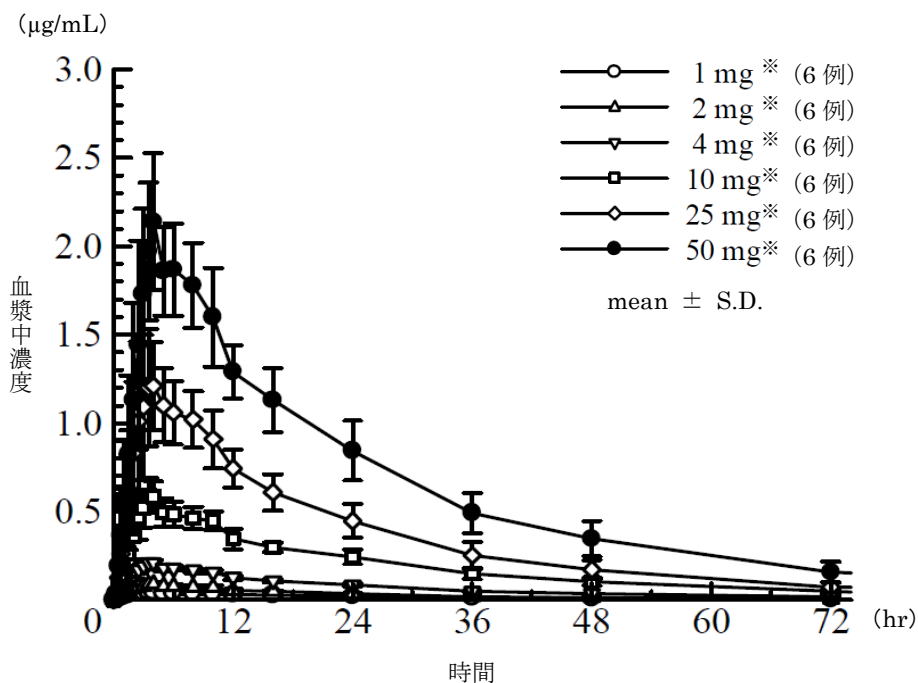 (μg/mL)
3.0
2.5
2.0
1.5
1.0
0.5
0
12
24
36
48
60
72
(hr)
血漿中濃度
時間
1 mg ※ (6 例)
2 mg ※ (6 例)
4 mg ※ (6 例)
10 mg※ (6 例)
25 mg※ (6 例)
50 mg※ (6 例)
mean ± S.D.